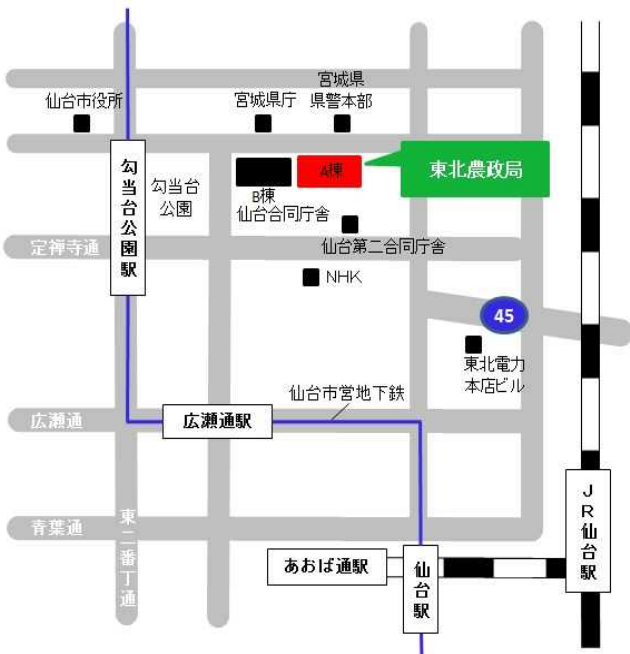 宮城県
県警本部
仙台市役所
宮城県庁
A棟
東北農政局
B棟
仙台合同庁舎
勾当台
公園
勾当台公園駅
定禅寺通
仙台第二合同庁舎
NHK
45
東北電力
本店ビル
仙台市営地下鉄
広瀬通
広瀬通駅
青葉通
東二番丁通
あおば通駅
仙台駅
JR仙台駅